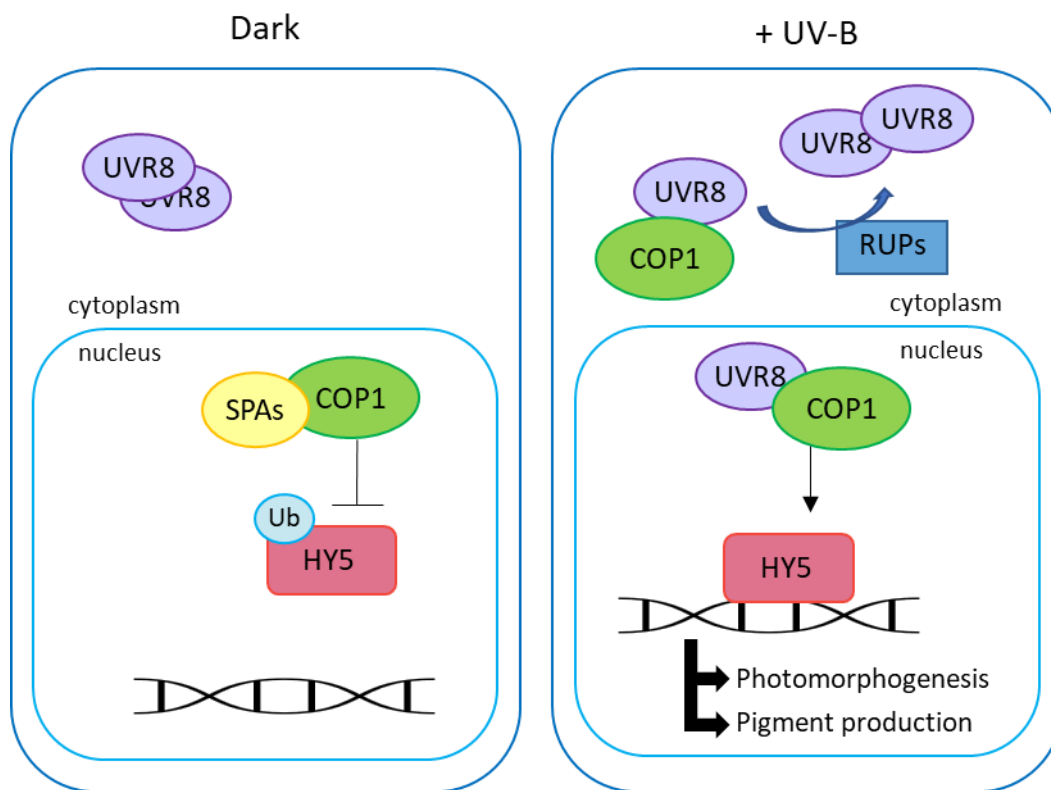 Dark
UVR8
UVR8
cytoplasm
nucleus
SPAs
COP1
Ub
HY5
+ UV-B
UVR8
UVR8
UVR8
COP1
RUPs
cytoplasm
nucleus
UVR8
COP1
HY5
Photomorphogenesis
Pigment production